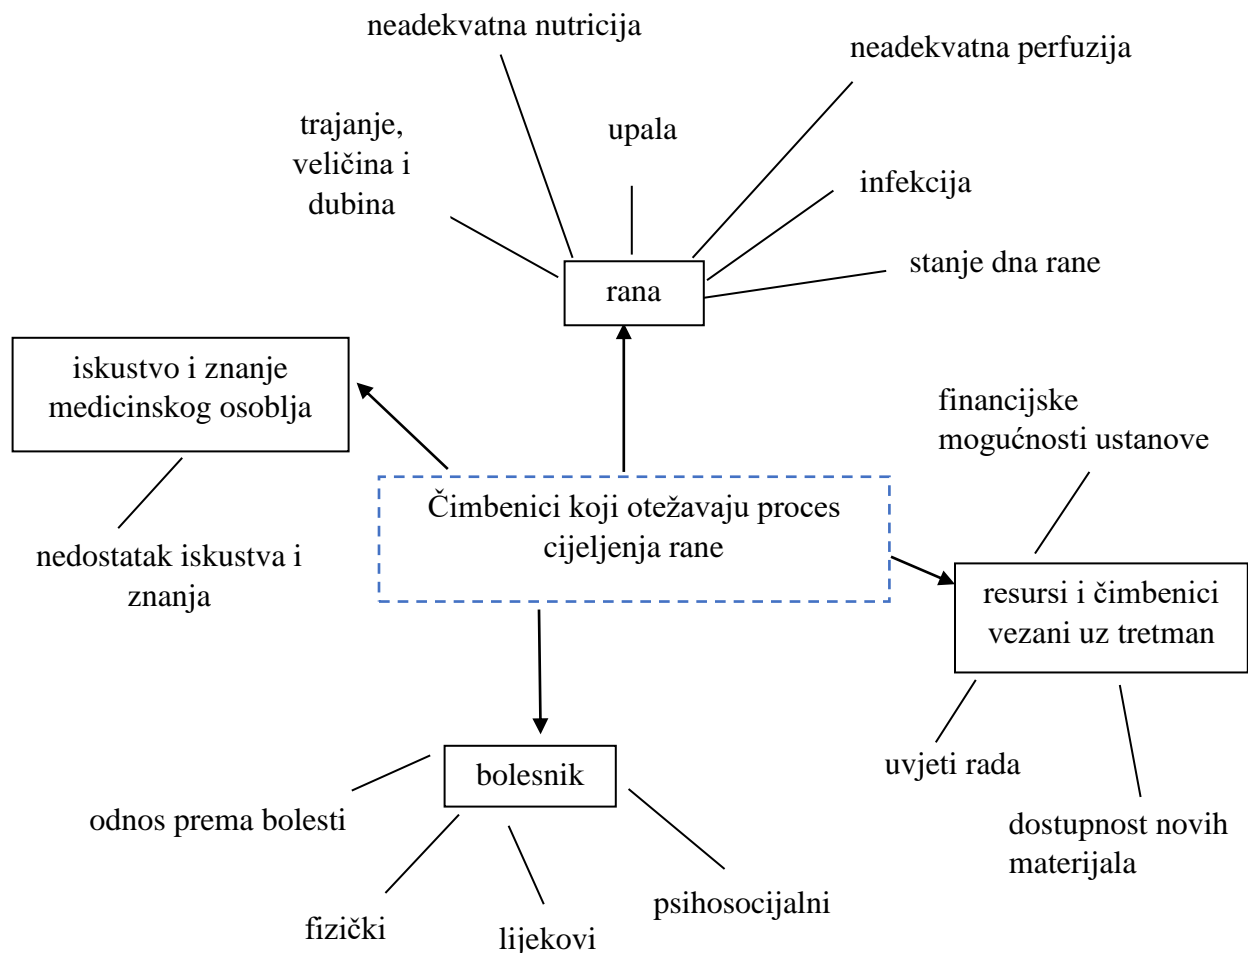 neadekvatna nutricija
neadekvatna perfuzija
trajanje,
veličina i
dubina
upala
infekcija
stanje dna rane
rana
iskustvo i znanje
medicinskog osoblja
financijske
mogućnosti ustanove
Čimbenici koji otežavaju proces
cijeljenja rane
nedostatak iskustva i
znanja
resursi i čimbenici
vezani uz tretman
bolesnik
uvjeti rada
odnos prema bolesti
dostupnost novih
materijala
psihosocijalni
fizički
lijekovi